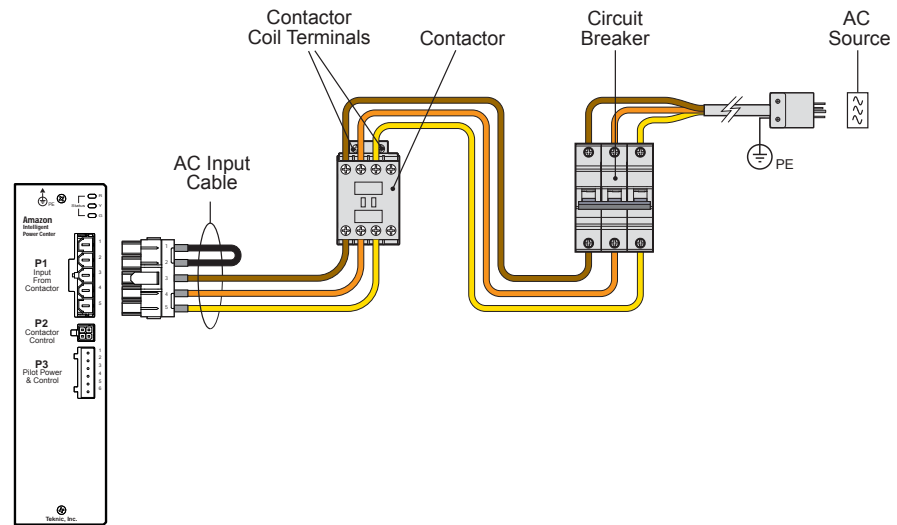 Contactor
Coil Terminals
Contactor
Circuit
Breaker
AC
Source
PE
AC Input
Cable
1
2
3
4
5
PE
Status
R
Y
G
Amazon
Intelligent
Power Center
P1
Input
From
Contactor
1
2
3
4
5
P2
Contactor
Control
P3
Pilot Power
& Control
1
2
3
4
5
6
Teknic, Inc.